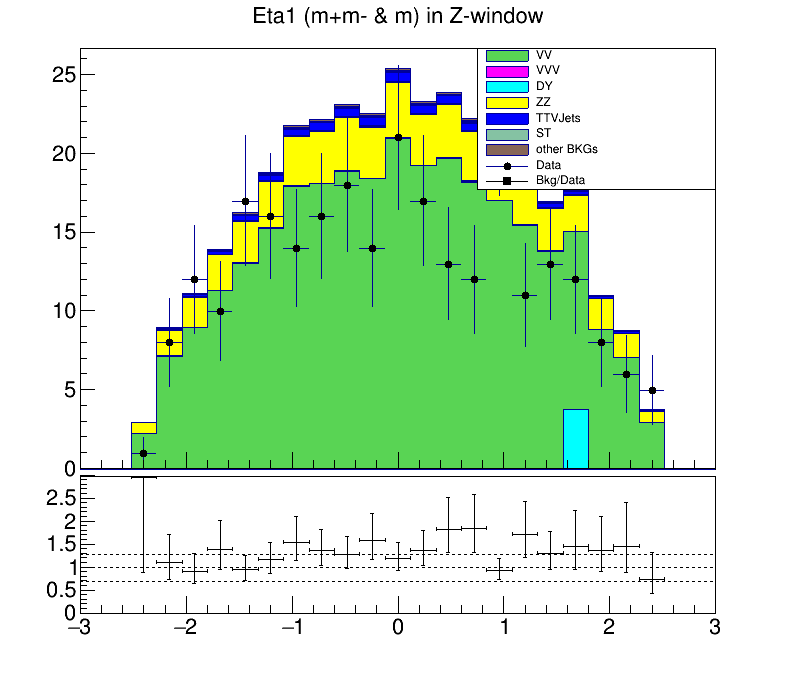 Eta1 (m+m- & m) in Z-window
25
20
15
10
5
0
VV
VVV
DY
ZZ
TTVJets
ST
other BKGs
Data
Bkg/Data
2.5
2
1.5
1
0.5
0
−3 −2 −1 0 1 2 3